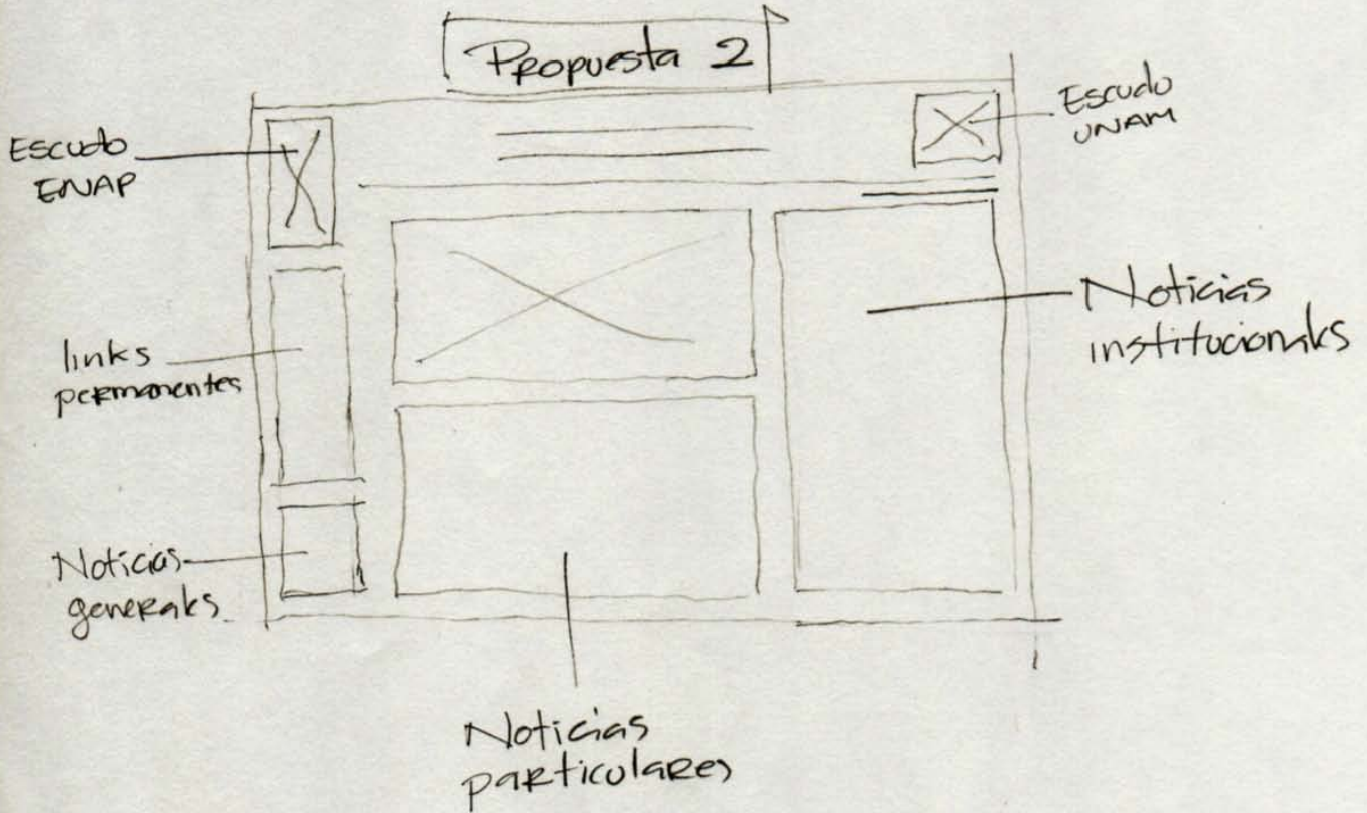 Propuesta 2
Escudo
ENAP
Escudo
UNAM
links
permanentes
Noticias
institucionales
Noticias
generales.
Noticias
particulares